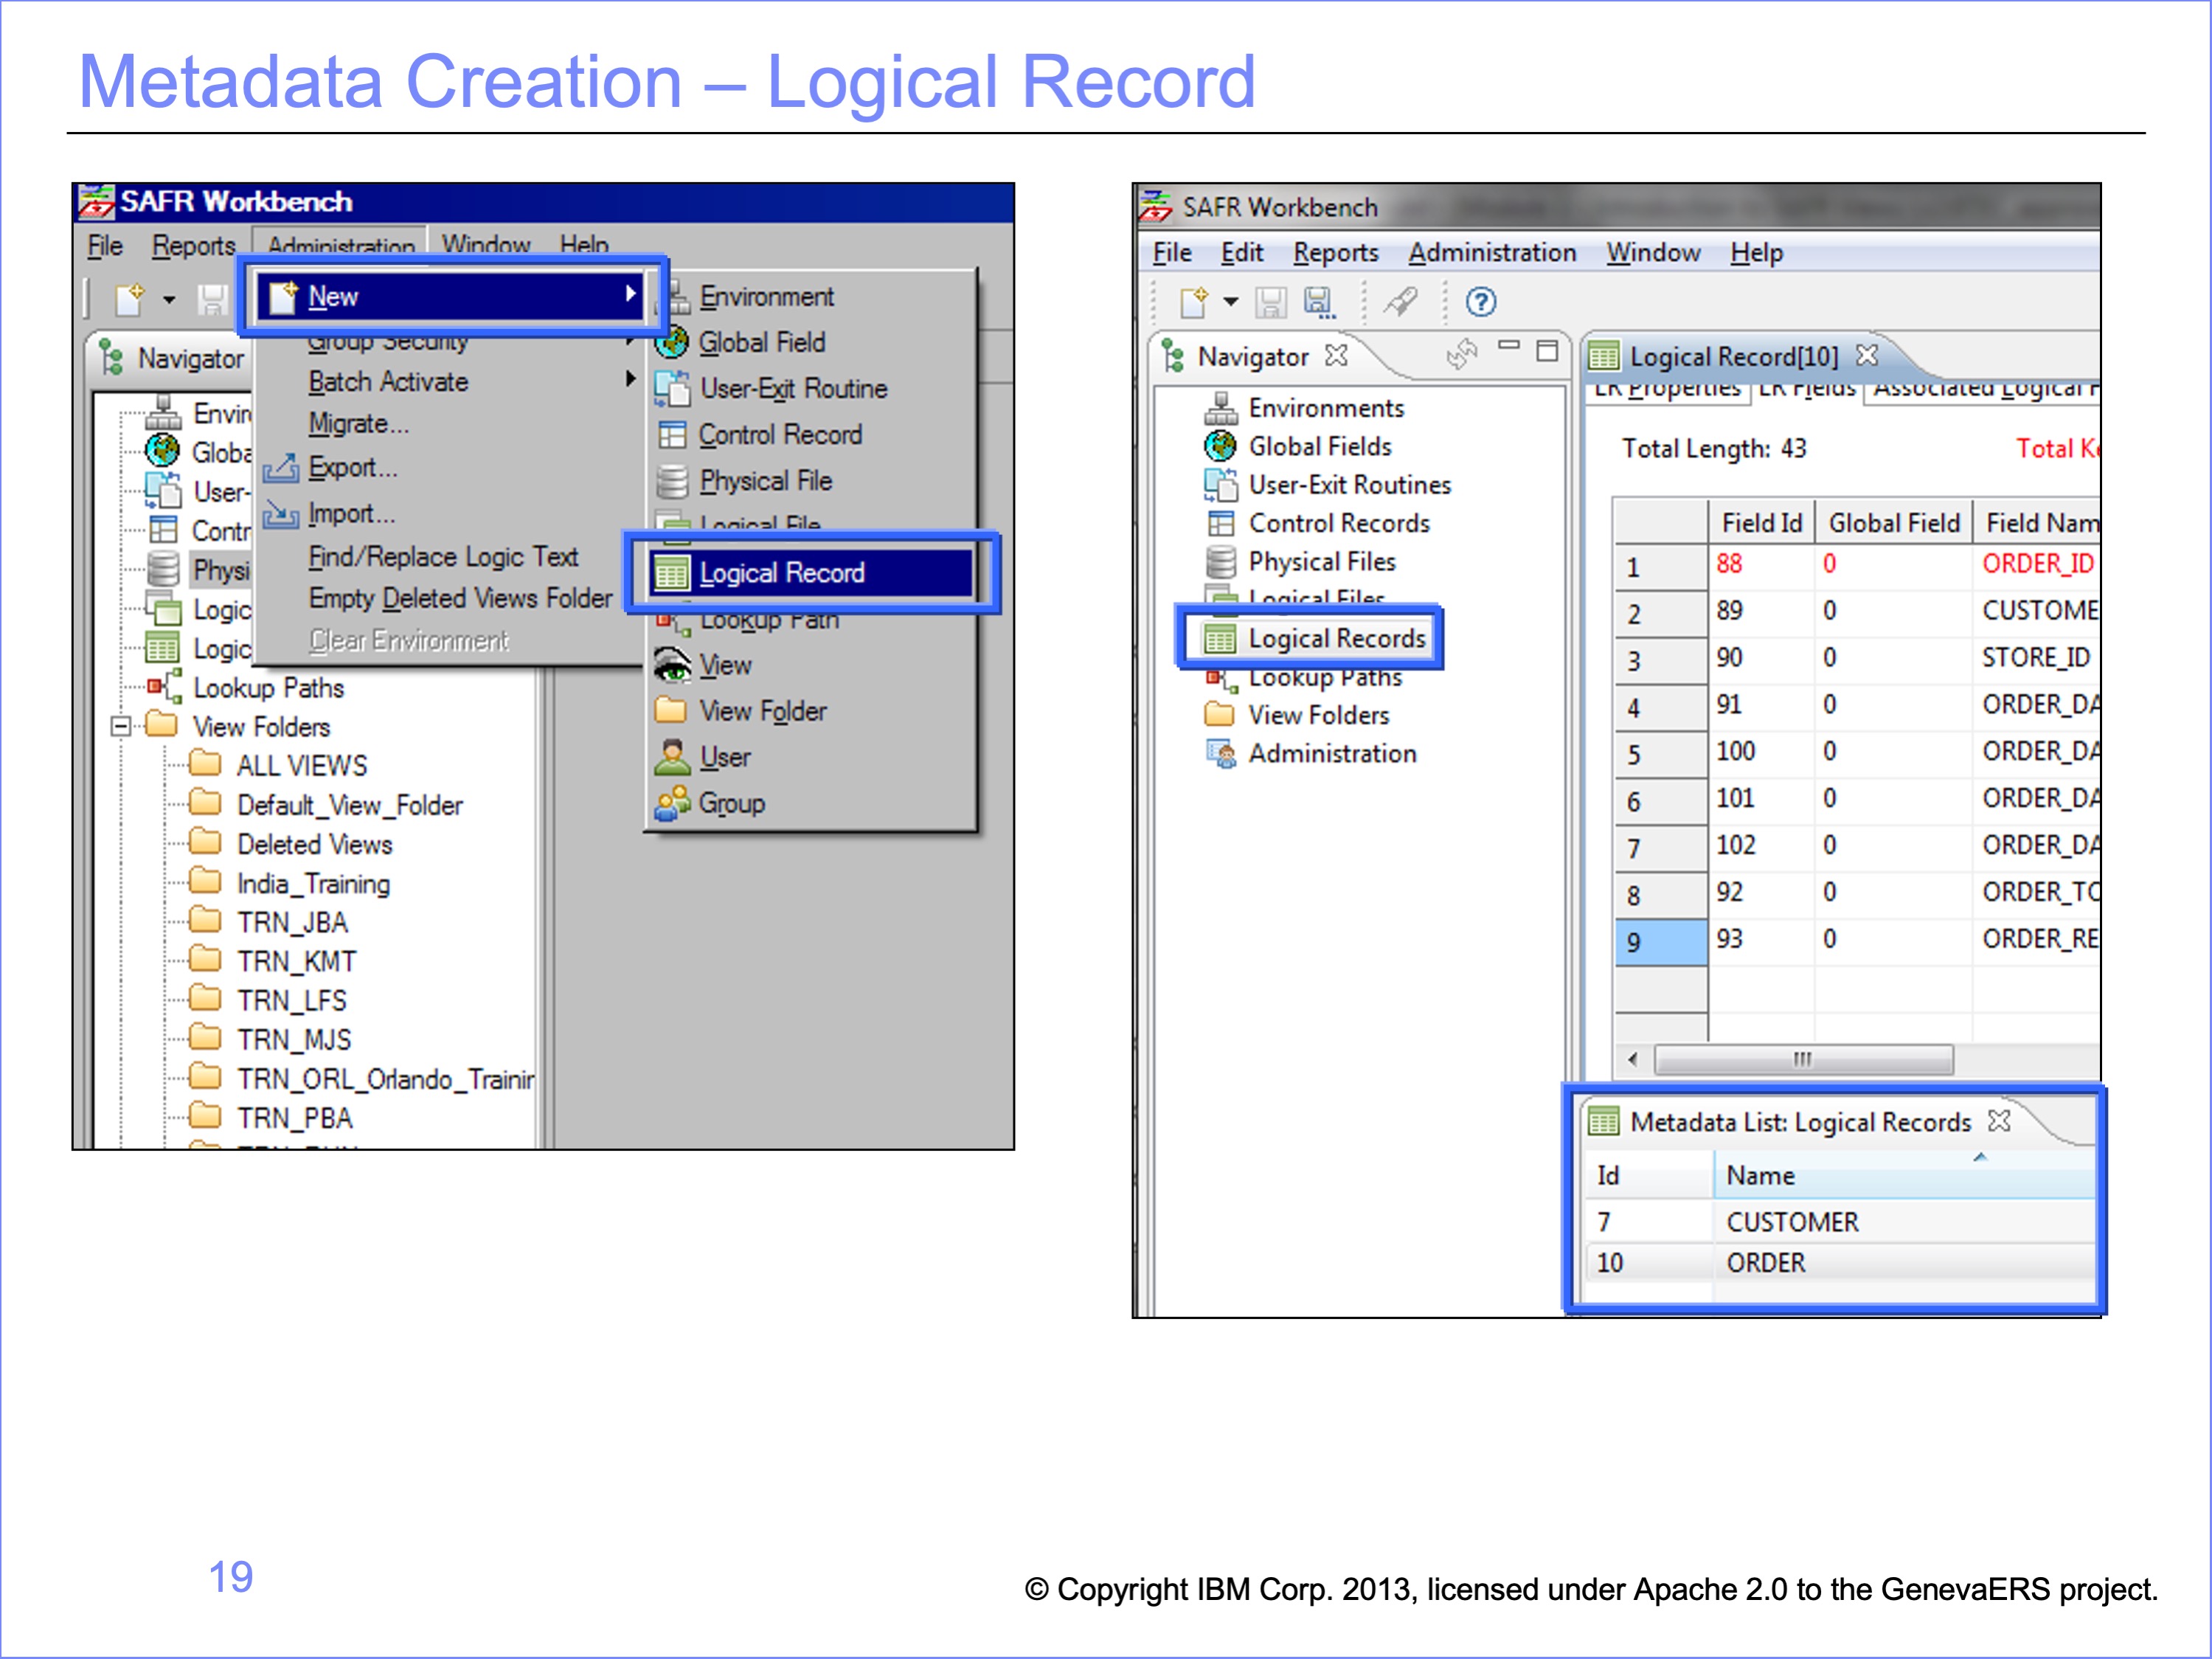 Metadata Creation – Logical Record
SAFR Workbench
File Reports Administration Window Help
New
Group Security
Batch Activate
Migrate...
Export...
Import...
Find/Replace Logic Text
Empty Deleted Views Folder
Clear Environment
Environment
Global Field
User-Exit Routine
Control Record
Physical File
Logical File
Logical Record
Lookup Path
View
View Folder
User
Group
Navigator
Envir
Globa
User-
Contr
Physi
Logic
Logic
Lookup Paths
View Folders
ALL VIEWS
Default_View_Folder
Deleted Views
India_Training
TRN_JBA
TRN_KMT
TRN_LFS
TRN_MJS
TRN_ORL_Orlando_Trainin
TRN_PBA
SAFR Workbench
File Edit Reports Administration Window Help
Navigator
Environments
Global Fields
User-Exit Routines
Control Records
Physical Files
Logical Files
Logical Records
Lookup Paths
View Folders
Administration
Logical Record[10]
LR Properties LR Fields Associated Logical F
Total Length: 43 Total Ke
Field Id Global Field Field Nam
1 88 0 ORDER_ID
2 89 0 CUSTOME
3 90 0 STORE_ID
4 91 0 ORDER_DA
5 100 0 ORDER_DA
6 101 0 ORDER_DA
7 102 0 ORDER_DA
8 92 0 ORDER_TO
9 93 0 ORDER_RE
Metadata List: Logical Records
Id Name
7 CUSTOMER
10 ORDER
19
© Copyright IBM Corp. 2013, licensed under Apache 2.0 to the GenevaERS project.